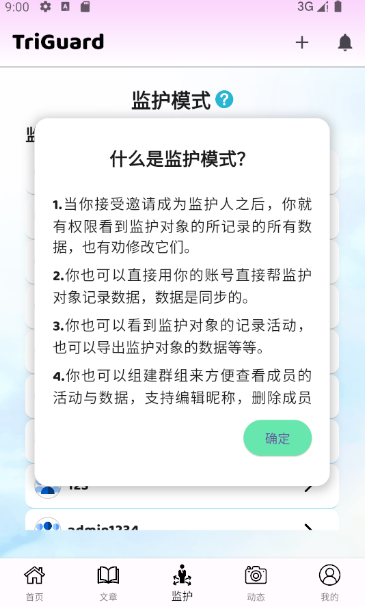 9:00
3G
TriGuard
监护模式
监
什么是监护模式？
1.当你接受邀请成为监护人之后，你就
有权限看到监护对象的所记录的所有数
据，也有劝修改它们。
2.你也可以直接用你的账号直接帮监护
对象记录数据，数据是同步的。
3.你也可以看到监护对象的记录活动，
也可以导出监护对象的数据等等。
4.你也可以组建群组来方便查看成员的
活动与数据，支持编辑昵称，删除成员
确定
123
admin1234
首页 文章 监护 动态 我的